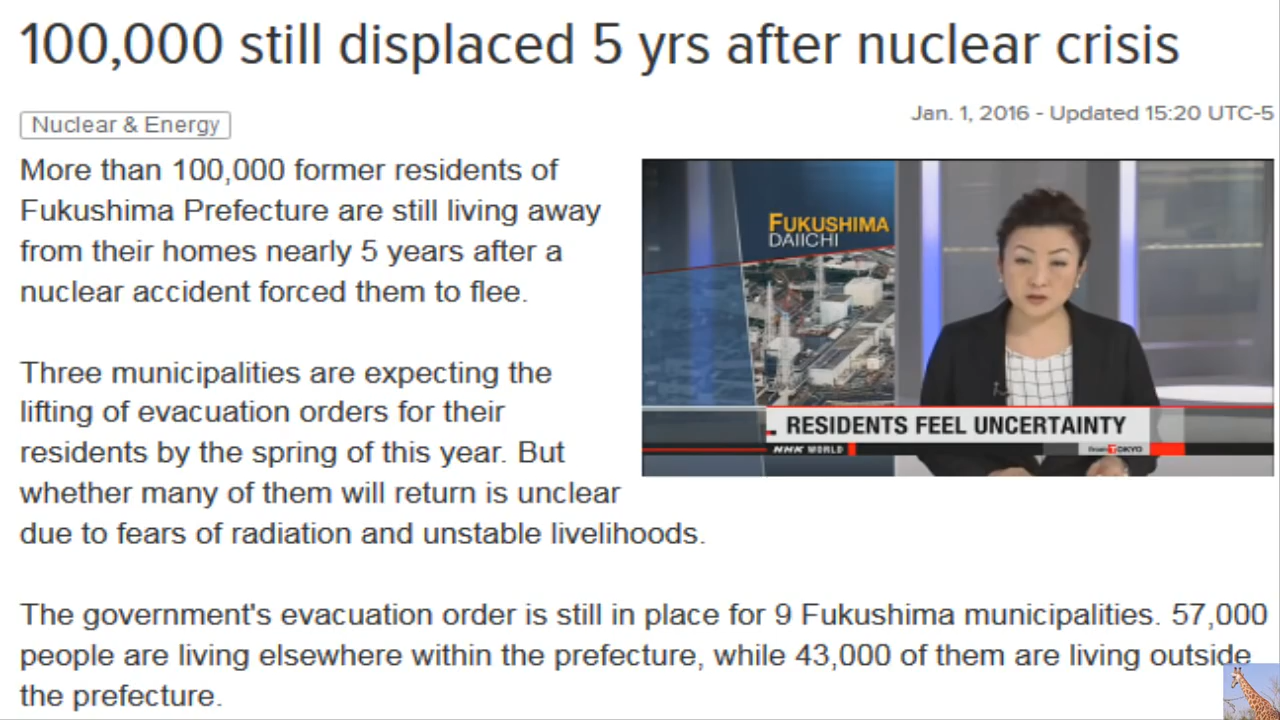 100,000 still displaced 5 yrs after nuclear crisis
Nuclear & Energy
Jan. 1, 2016 - Updated 15:20 UTC-5
More than 100,000 former residents of
Fukushima Prefecture are still living away
from their homes nearly 5 years after a
nuclear accident forced them to flee.
Three municipalities are expecting the
lifting of evacuation orders for their
residents by the spring of this year. But
whether many of them will return is unclear
due to fears of radiation and unstable livelihoods.
FUKUSHIMA
DAIICHI
RESIDENTS FEEL UNCERTAINTY
NHK WORLD
from TOKYO
The government's evacuation order is still in place for 9 Fukushima municipalities. 57,000
people are living elsewhere within the prefecture, while 43,000 of them are living outside
the prefecture.